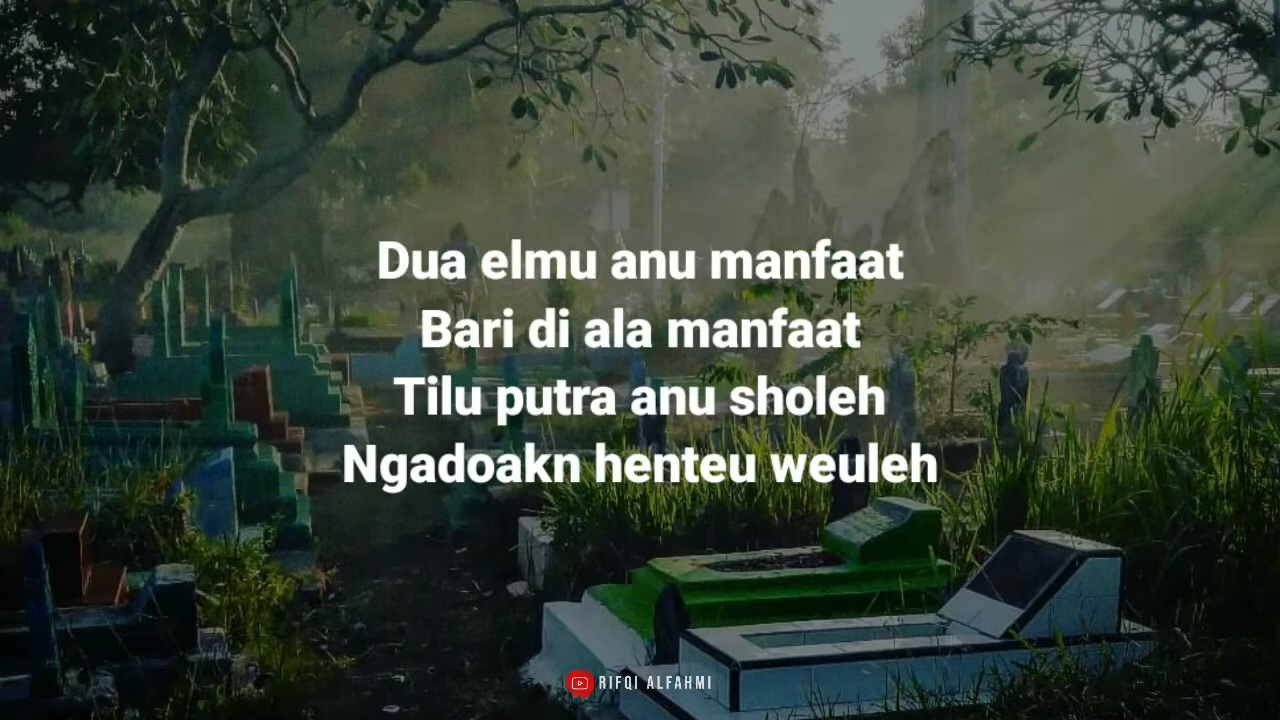 Dua elmu anu manfaat
Bari di ala manfaat
Tilu putra anu sholeh
Ngadoakn henteu weuleh
RIFQI ALFAHMI